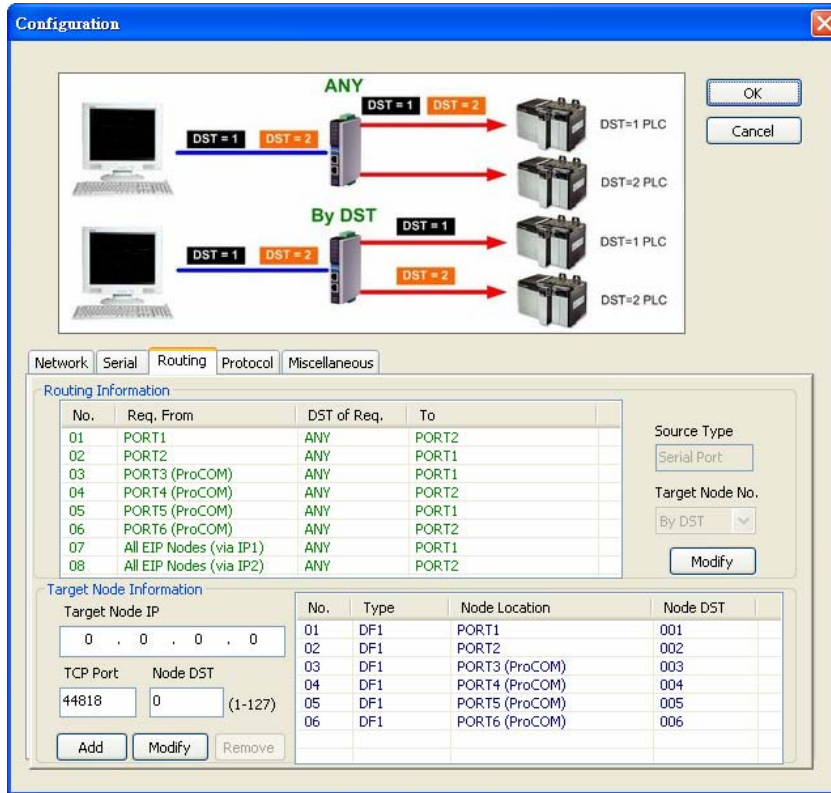 Configuration
ANY
DST = 1 DST = 2
DST = 1 DST = 2
DST=1 PLC
DST=2 PLC
By DST
DST = 1
DST = 1 DST = 2
DST=1 PLC
DST = 2
DST=2 PLC
OK
Cancel
Network Serial Routing Protocol Miscellaneous
Routing Information
No. Req. From DST of Req. To
01 PORT1 ANY PORT2
02 PORT2 ANY PORT1
03 PORT3 (ProCOM) ANY PORT1
04 PORT4 (ProCOM) ANY PORT2
05 PORT5 (ProCOM) ANY PORT1
06 PORT6 (ProCOM) ANY PORT2
07 All EIP Nodes (via IP1) ANY PORT1
08 All EIP Nodes (via IP2) ANY PORT2
Source Type
Serial Port
Target Node No.
By DST
Modify
Target Node Information
Target Node IP
0 . 0 . 0 . 0
TCP Port Node DST
44818 0 (1-127)
Add Modify Remove
No. Type Node Location Node DST
01 DF1 PORT1 001
02 DF1 PORT2 002
03 DF1 PORT3 (ProCOM) 003
04 DF1 PORT4 (ProCOM) 004
05 DF1 PORT5 (ProCOM) 005
06 DF1 PORT6 (ProCOM) 006